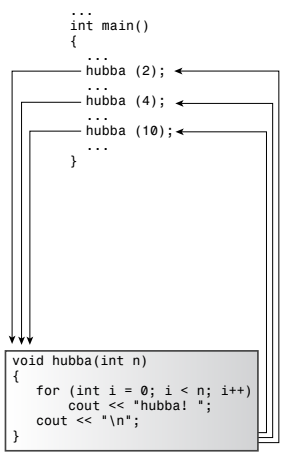 ...
int main()
{
...
hubba (2);
...
hubba (4);
...
hubba (10);
...
}
void hubba(int n)
{
for (int i = 0; i < n; i++)
cout << "hubba! ";
cout << "\n";
}